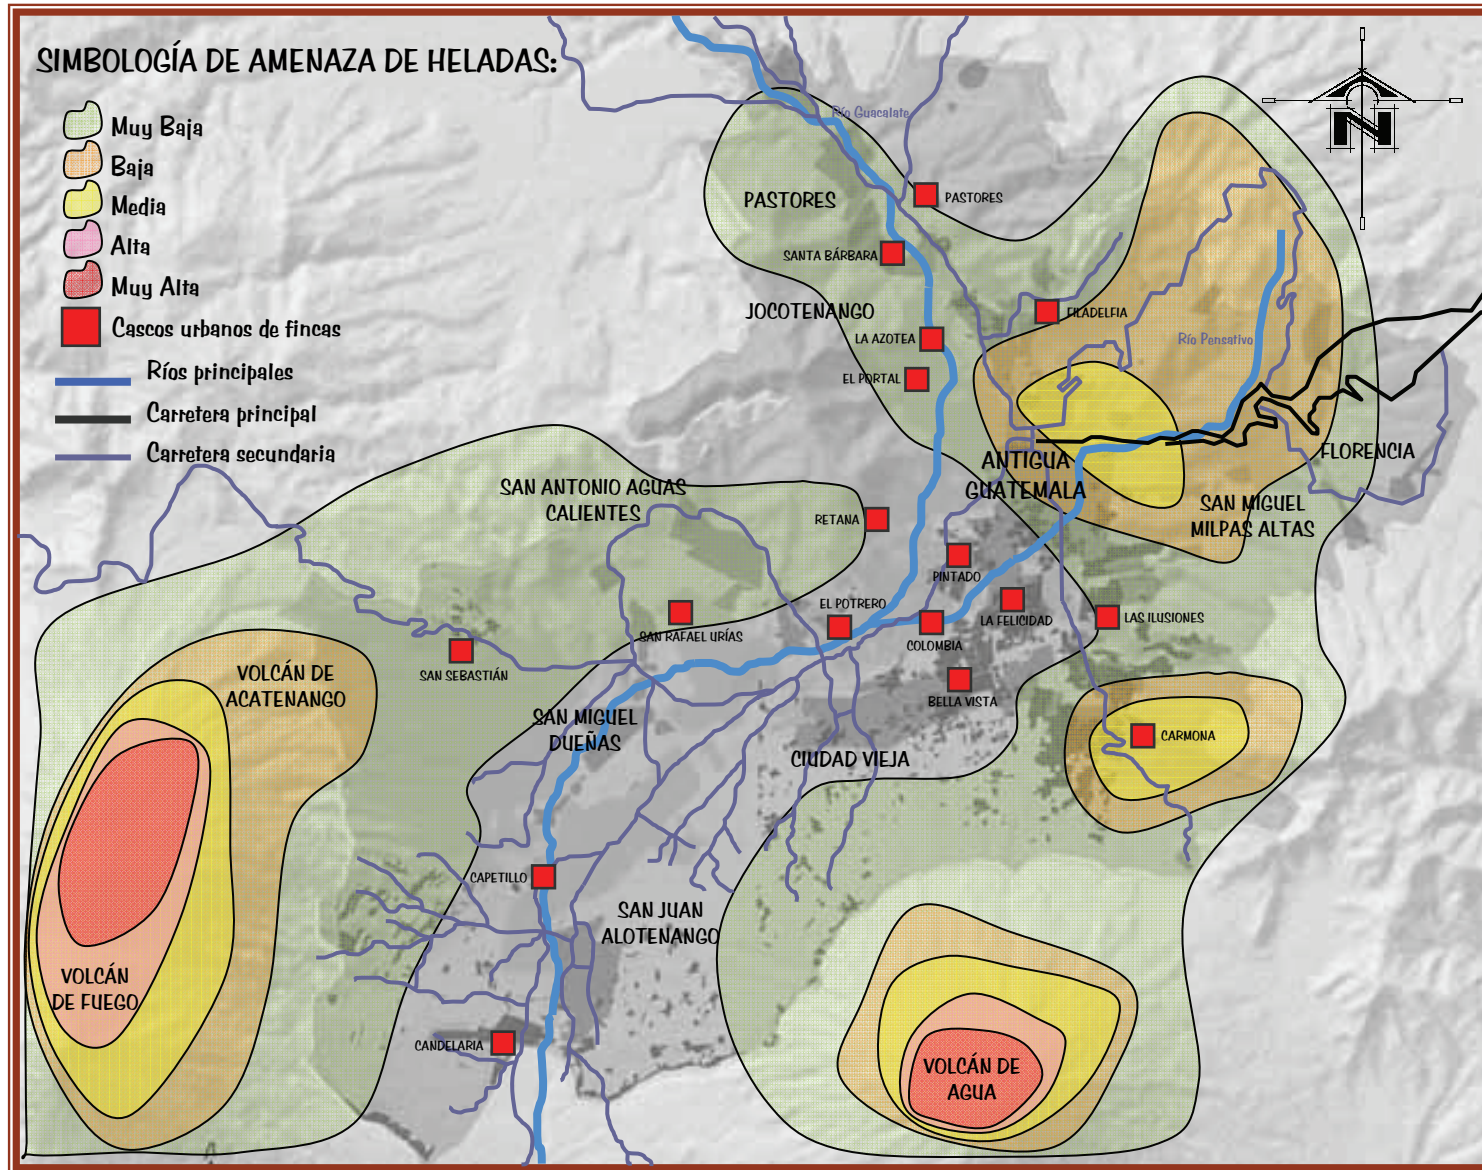 SIMBOLOGÍA DE AMENAZA DE HELADAS:
Muy Baja
Baja
Media
Alta
Muy Alta
Cascos urbanos de fincas
Ríos principales
Carretera principal
Carretera secundaria
Río Guacalate
N
PASTORES
PASTORES
SANTA BÁRBARA
JOCOTENANGO
FILADELFIA
LA AZOTEA
Río Pensativo
EL PORTAL
FLORENCIA
ANTIGUA
GUATEMALA
SAN ANTONIO AGUAS
CALIENTES
SAN MIGUEL
MILPAS ALTAS
RETANA
PINTADO
EL POTRERO
LA FELICIDAD
LAS ILUSIONES
SAN RAFAEL URÍAS
COLOMBIA
SAN SEBASTIÁN
VOLCÁN DE
ACATENANGO
BELLA VISTA
SAN MIGUEL
DUEÑAS
CARMONA
CIUDAD VIEJA
CAPETILLO
SAN JUAN
ALOTENANGO
VOLCÁN
DE FUEGO
CANDELARIA
VOLCÁN DE
AGUA